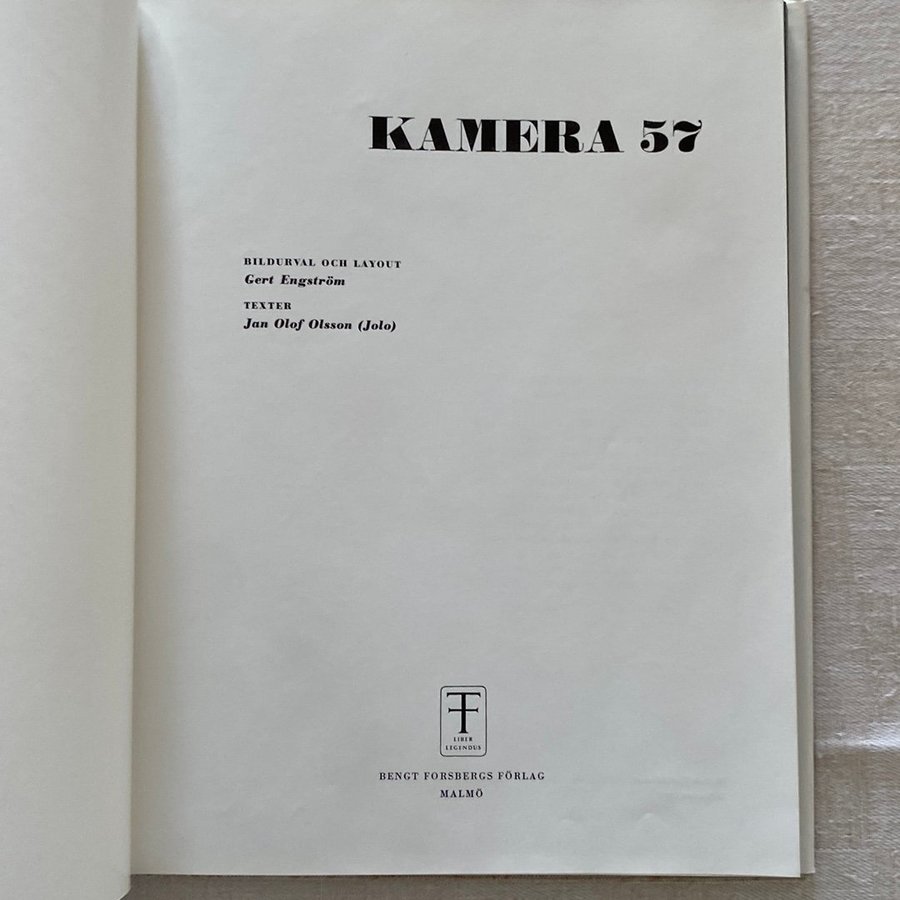 KAMERA 57
BILDURVAL OCH LAYOUT
Gert Engström
TEXTER
Jan Olof Olsson (Jolo)
F
LIBER
LEGENDUS
BENGT FORSBERGS FÖRLAG
MALMÖ